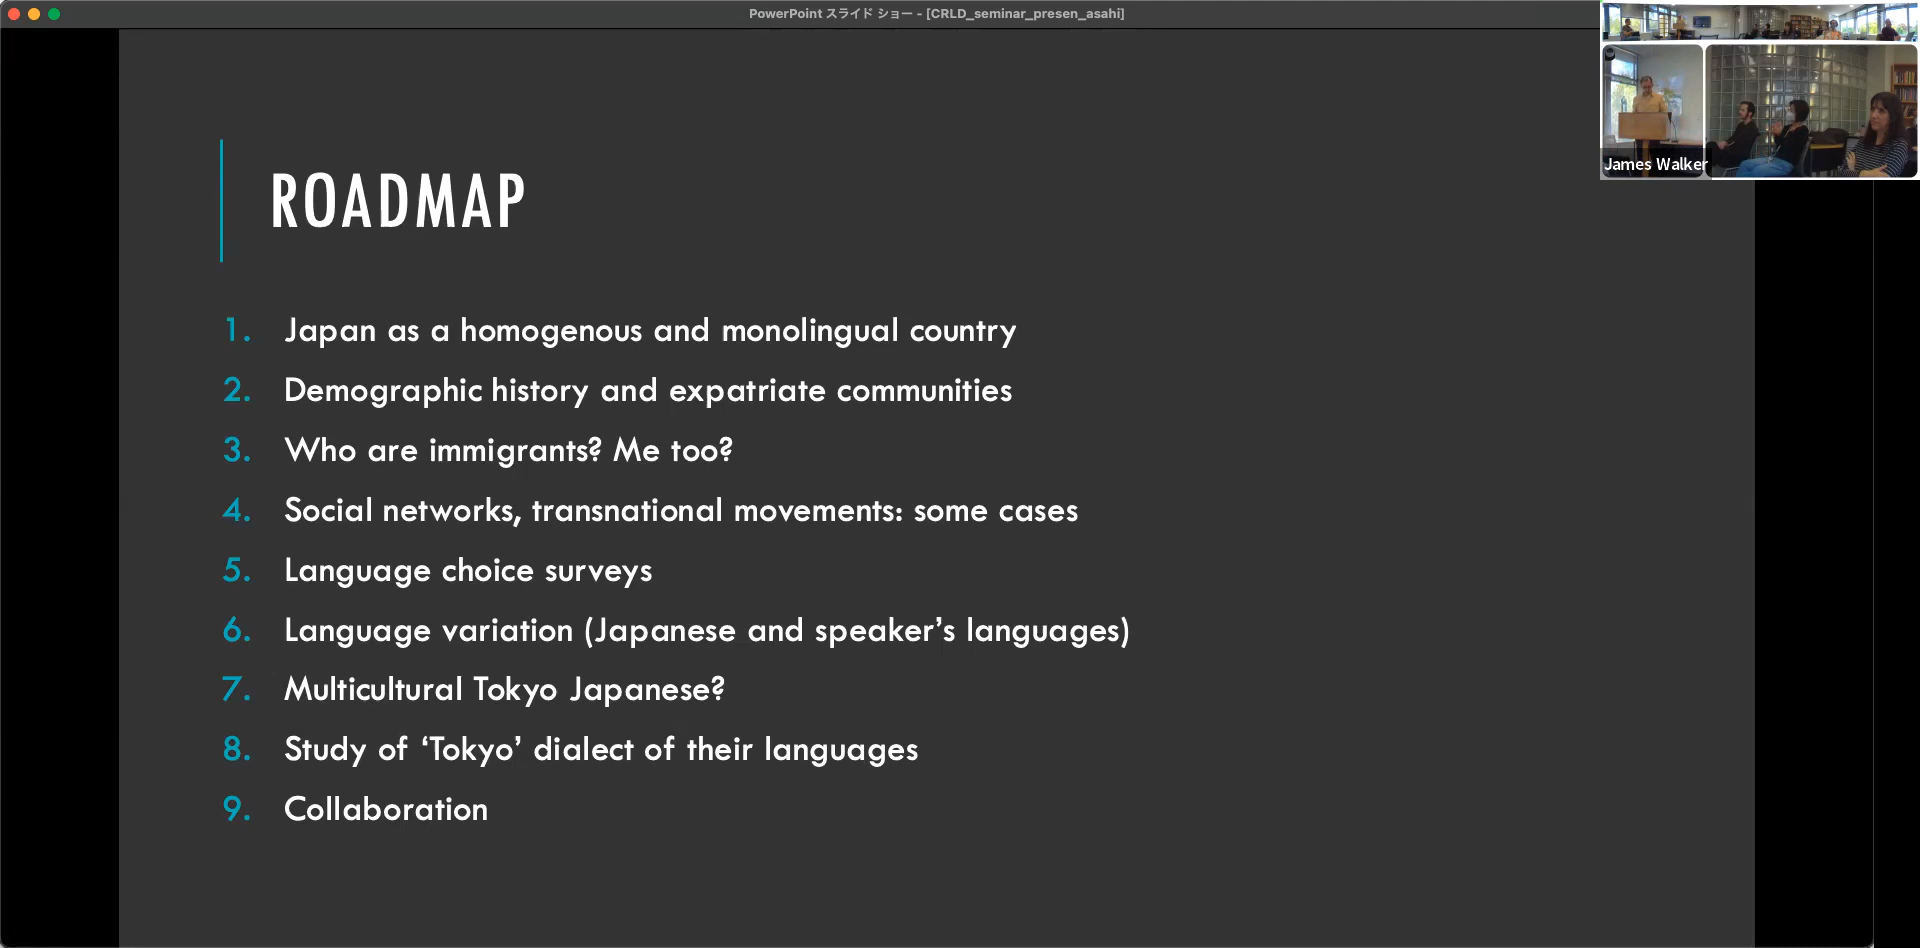 PowerPoint スライド ショー - [CRLD_seminar_presen_asahi]
James Walker
ROADMAP
1. Japan as a homogenous and monolingual country
2. Demographic history and expatriate communities
3. Who are immigrants? Me too?
4. Social networks, transnational movements: some cases
5. Language choice surveys
6. Language variation (Japanese and speaker’s languages)
7. Multicultural Tokyo Japanese?
8. Study of ‘Tokyo’ dialect of their languages
9. Collaboration